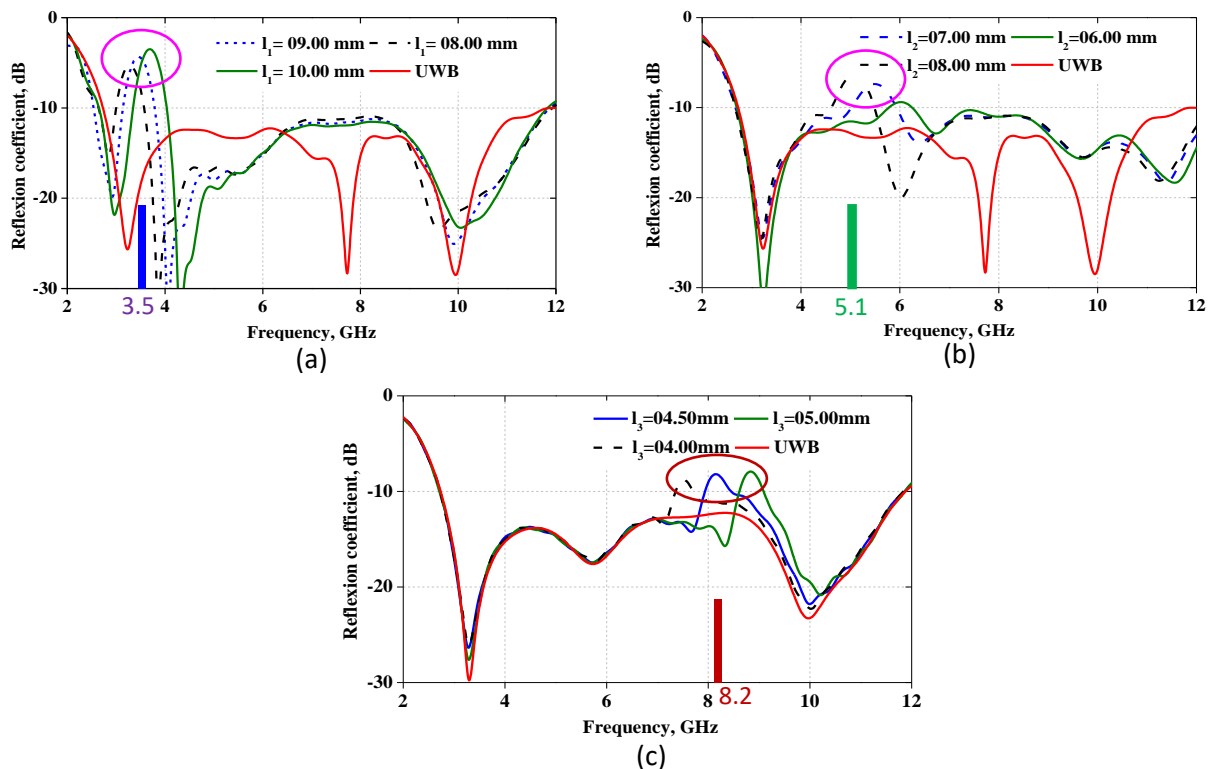 0
-10
-20
-30
Reflexion coefficient, dB
l1= 09.00 mm
l1= 08.00 mm
l1= 10.00 mm
UWB
3.5
2
4
6
8
10
12
Frequency, GHz
(a)
0
-10
-20
-30
Reflexion coefficient, dB
l2=07.00 mm
l2=06.00 mm
l2=08.00 mm
UWB
5.1
2
4
6
8
10
12
Frequency, GHz
(b)
0
-10
-20
-30
Reflexion coefficient, dB
l3=04.50mm
l3=05.00mm
l3=04.00mm
UWB
8.2
2
4
6
8
10
12
Frequency, GHz
(c)